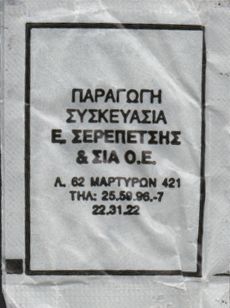 ΠΑΡΑΓΩΓΗ
ΣΥΣΚΕΥΑΣΙΑ
Ε. ΣΕΡΕΠΕΤΣΗΣ
& ΣΙΑ Ο.Ε.
Λ. 62 ΜΑΡΤΥΡΩΝ 421
ΤΗΛ: 25.59.96.-7
22.31.22